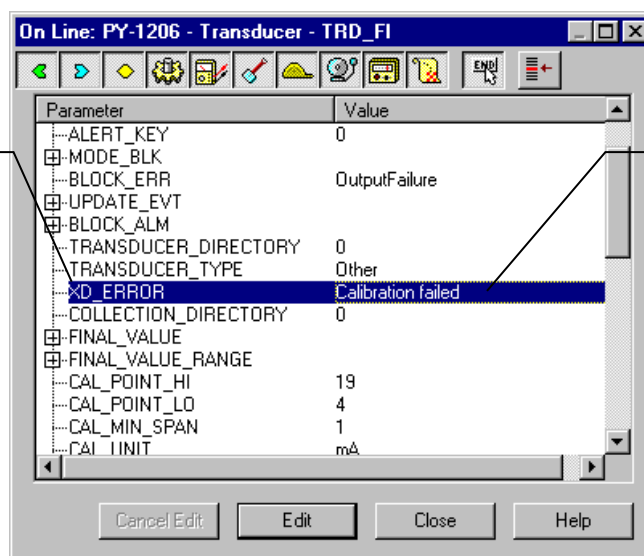 On Line: PY-1206 - Transducer - TRD_FI
END
Parameter Value
ALERT_KEY 0
MODE_BLK
BLOCK_ERR OutputFailure
UPDATE_EVT
BLOCK_ALM
TRANSDUCER_DIRECTORY 0
TRANSDUCER_TYPE Other
XD_ERROR Calibration failed
COLLECTION_DIRECTORY 0
FINAL_VALUE
FINAL_VALUE_RANGE
CAL_POINT_HI 19
CAL_POINT_LO 4
CAL_MIN_SPAN 1
CAL_UNIT mA
Cancel Edit Edit Close Help